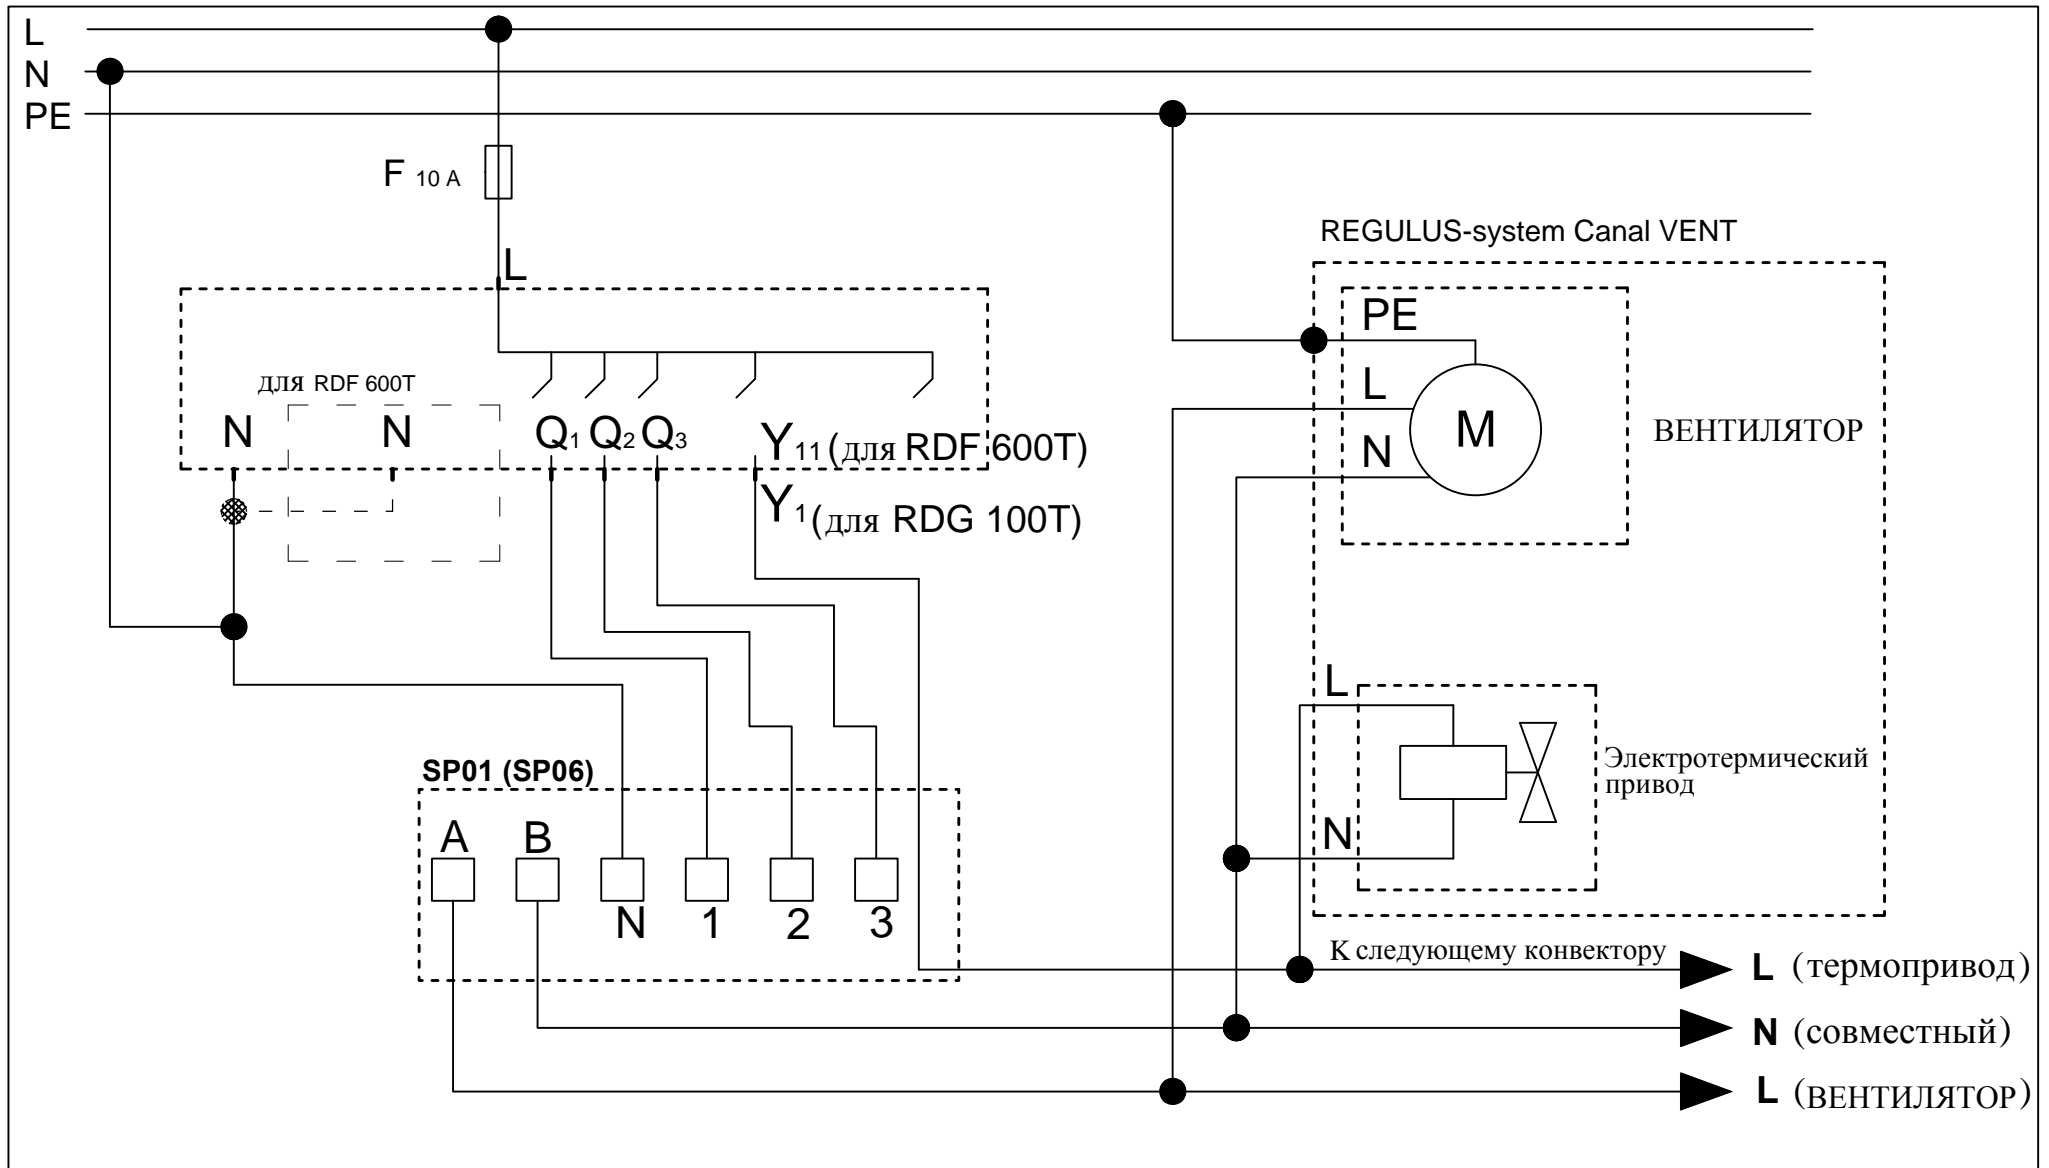 L
N
PE
F 10 A
REGULUS-system Canal VENT
L
PE
для RDF 600T
L
N
N
Q1 Q2 Q3
Y11 (для RDF 600T)
M
ВЕНТИЛЯТОР
N
Y1 (для RDG 100T)
L
SP01 (SP06)
Электротермический
привод
A
B
N
N
1
2
3
К следующему конвектору
L (термопривод)
N (совместный)
L (ВЕНТИЛЯТОР)